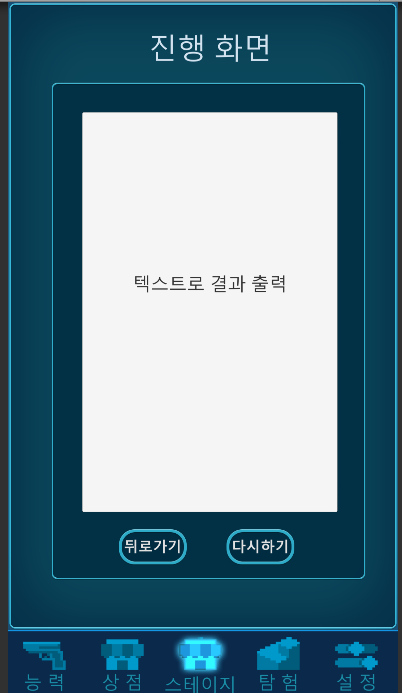 진행 화면
텍스트로 결과 출력
뒤로가기 다시하기
능 력 상 점 스테이지 탐 험 설 정